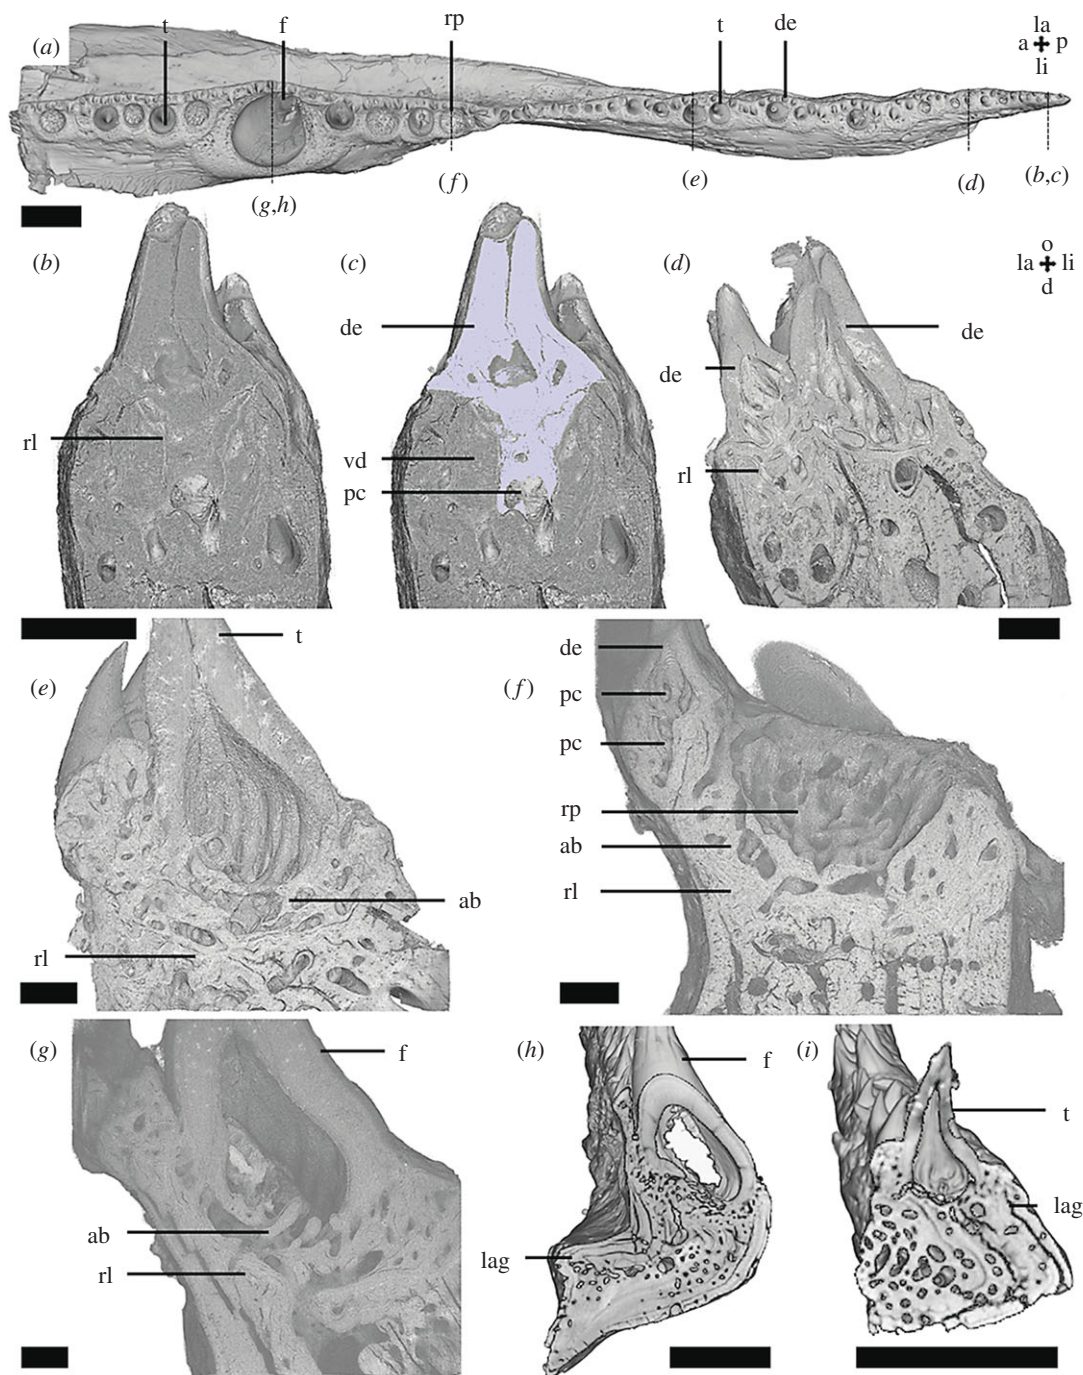 t f rp t de
(a) la
a p
li
(f) (e) (d) (b,c)
(g,h)
(b) (c) (d) o
la li
d
de de
de
rl vd rl
pc
t de
(e) (f) pc
pc
rp
ab ab
rl rl
(g) f (h) f (i)
t
ab lag lag
rl